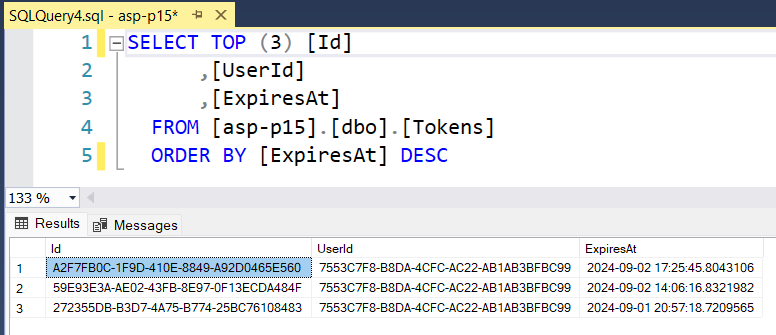 SQLQuery4.sql - asp-p15*
1 SELECT TOP (3) [Id]
2 ,[UserId]
3 ,[ExpiresAt]
4 FROM [asp-p15].[dbo].[Tokens]
5 ORDER BY [ExpiresAt] DESC
133 %
Results Messages
Id UserId ExpiresAt
1 A2F7FB0C-1F9D-410E-8849-A92D0465E560 7553C7F8-B8DA-4CFC-AC22-AB1AB3BFBC99 2024-09-02 17:25:45.8043106
2 59E93E3A-AE02-43FB-8E97-0F13ECDA484F 7553C7F8-B8DA-4CFC-AC22-AB1AB3BFBC99 2024-09-02 14:06:16.8321982
3 272355DB-B3D7-4A75-B774-25BC76108483 7553C7F8-B8DA-4CFC-AC22-AB1AB3BFBC99 2024-09-01 20:57:18.7209565